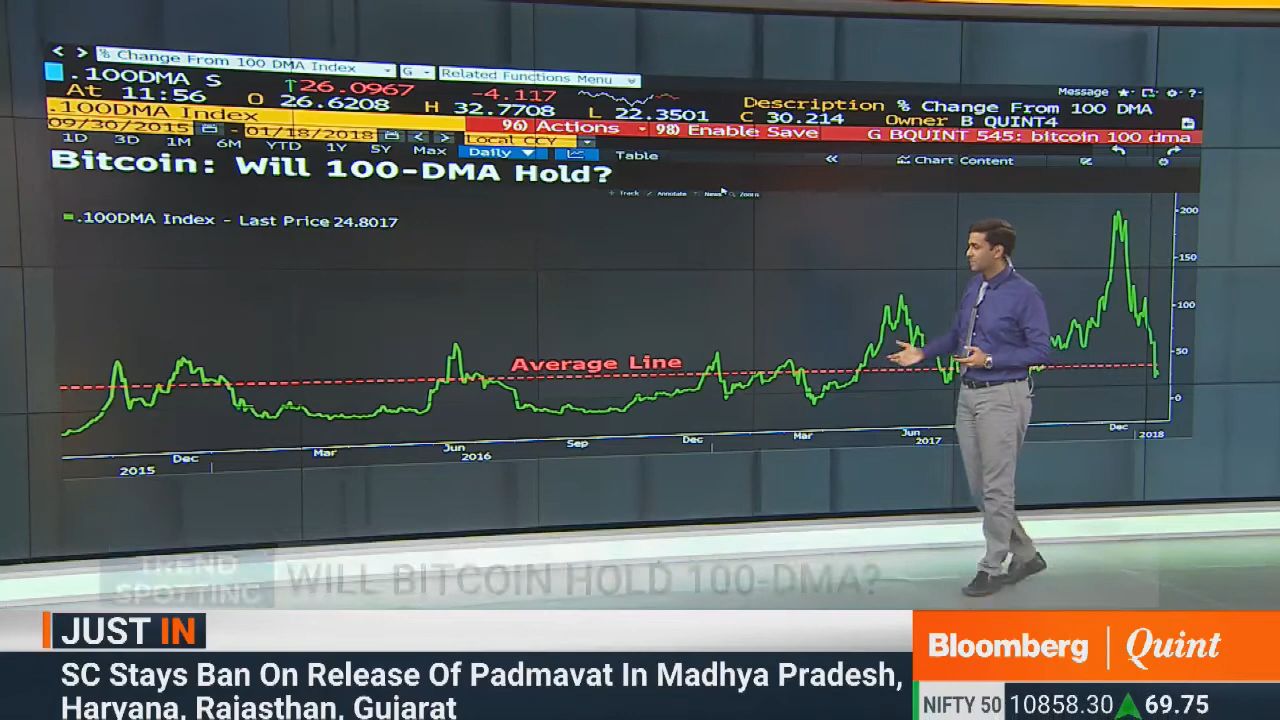 < > % Change From 100 DMA Index G Related Functions Menu
Message
.100DMA S ↑26.0967 -4.117
At 11:56 O 26.6208 H 32.7708 L 22.3501 C 30.214
Description % Change From 100 DMA
Owner B QUINT4
.100DMA Index 96) Actions 98) Enable Save G BQUINT 545: bitcoin 100 dma
09/30/2015 - 01/18/2018 Local CCY
1D 3D 1M 6M YTD 1Y 5Y Max Daily Table « Chart Content
Bitcoin: Will 100-DMA Hold?
+ Track Annotate News Zoom
.100DMA Index - Last Price 24.8017
200
150
100
50
0
Average Line
Dec Mar Jun Sep Dec Mar Jun Dec
2015 2016 2017 2018
TREND
SPOTTING
WILL BITCOIN HOLD 100-DMA?
JUST IN
SC Stays Ban On Release Of Padmavat In Madhya Pradesh,
Haryana, Rajasthan, Gujarat
Bloomberg | Quint
NIFTY 50 10858.30 69.75